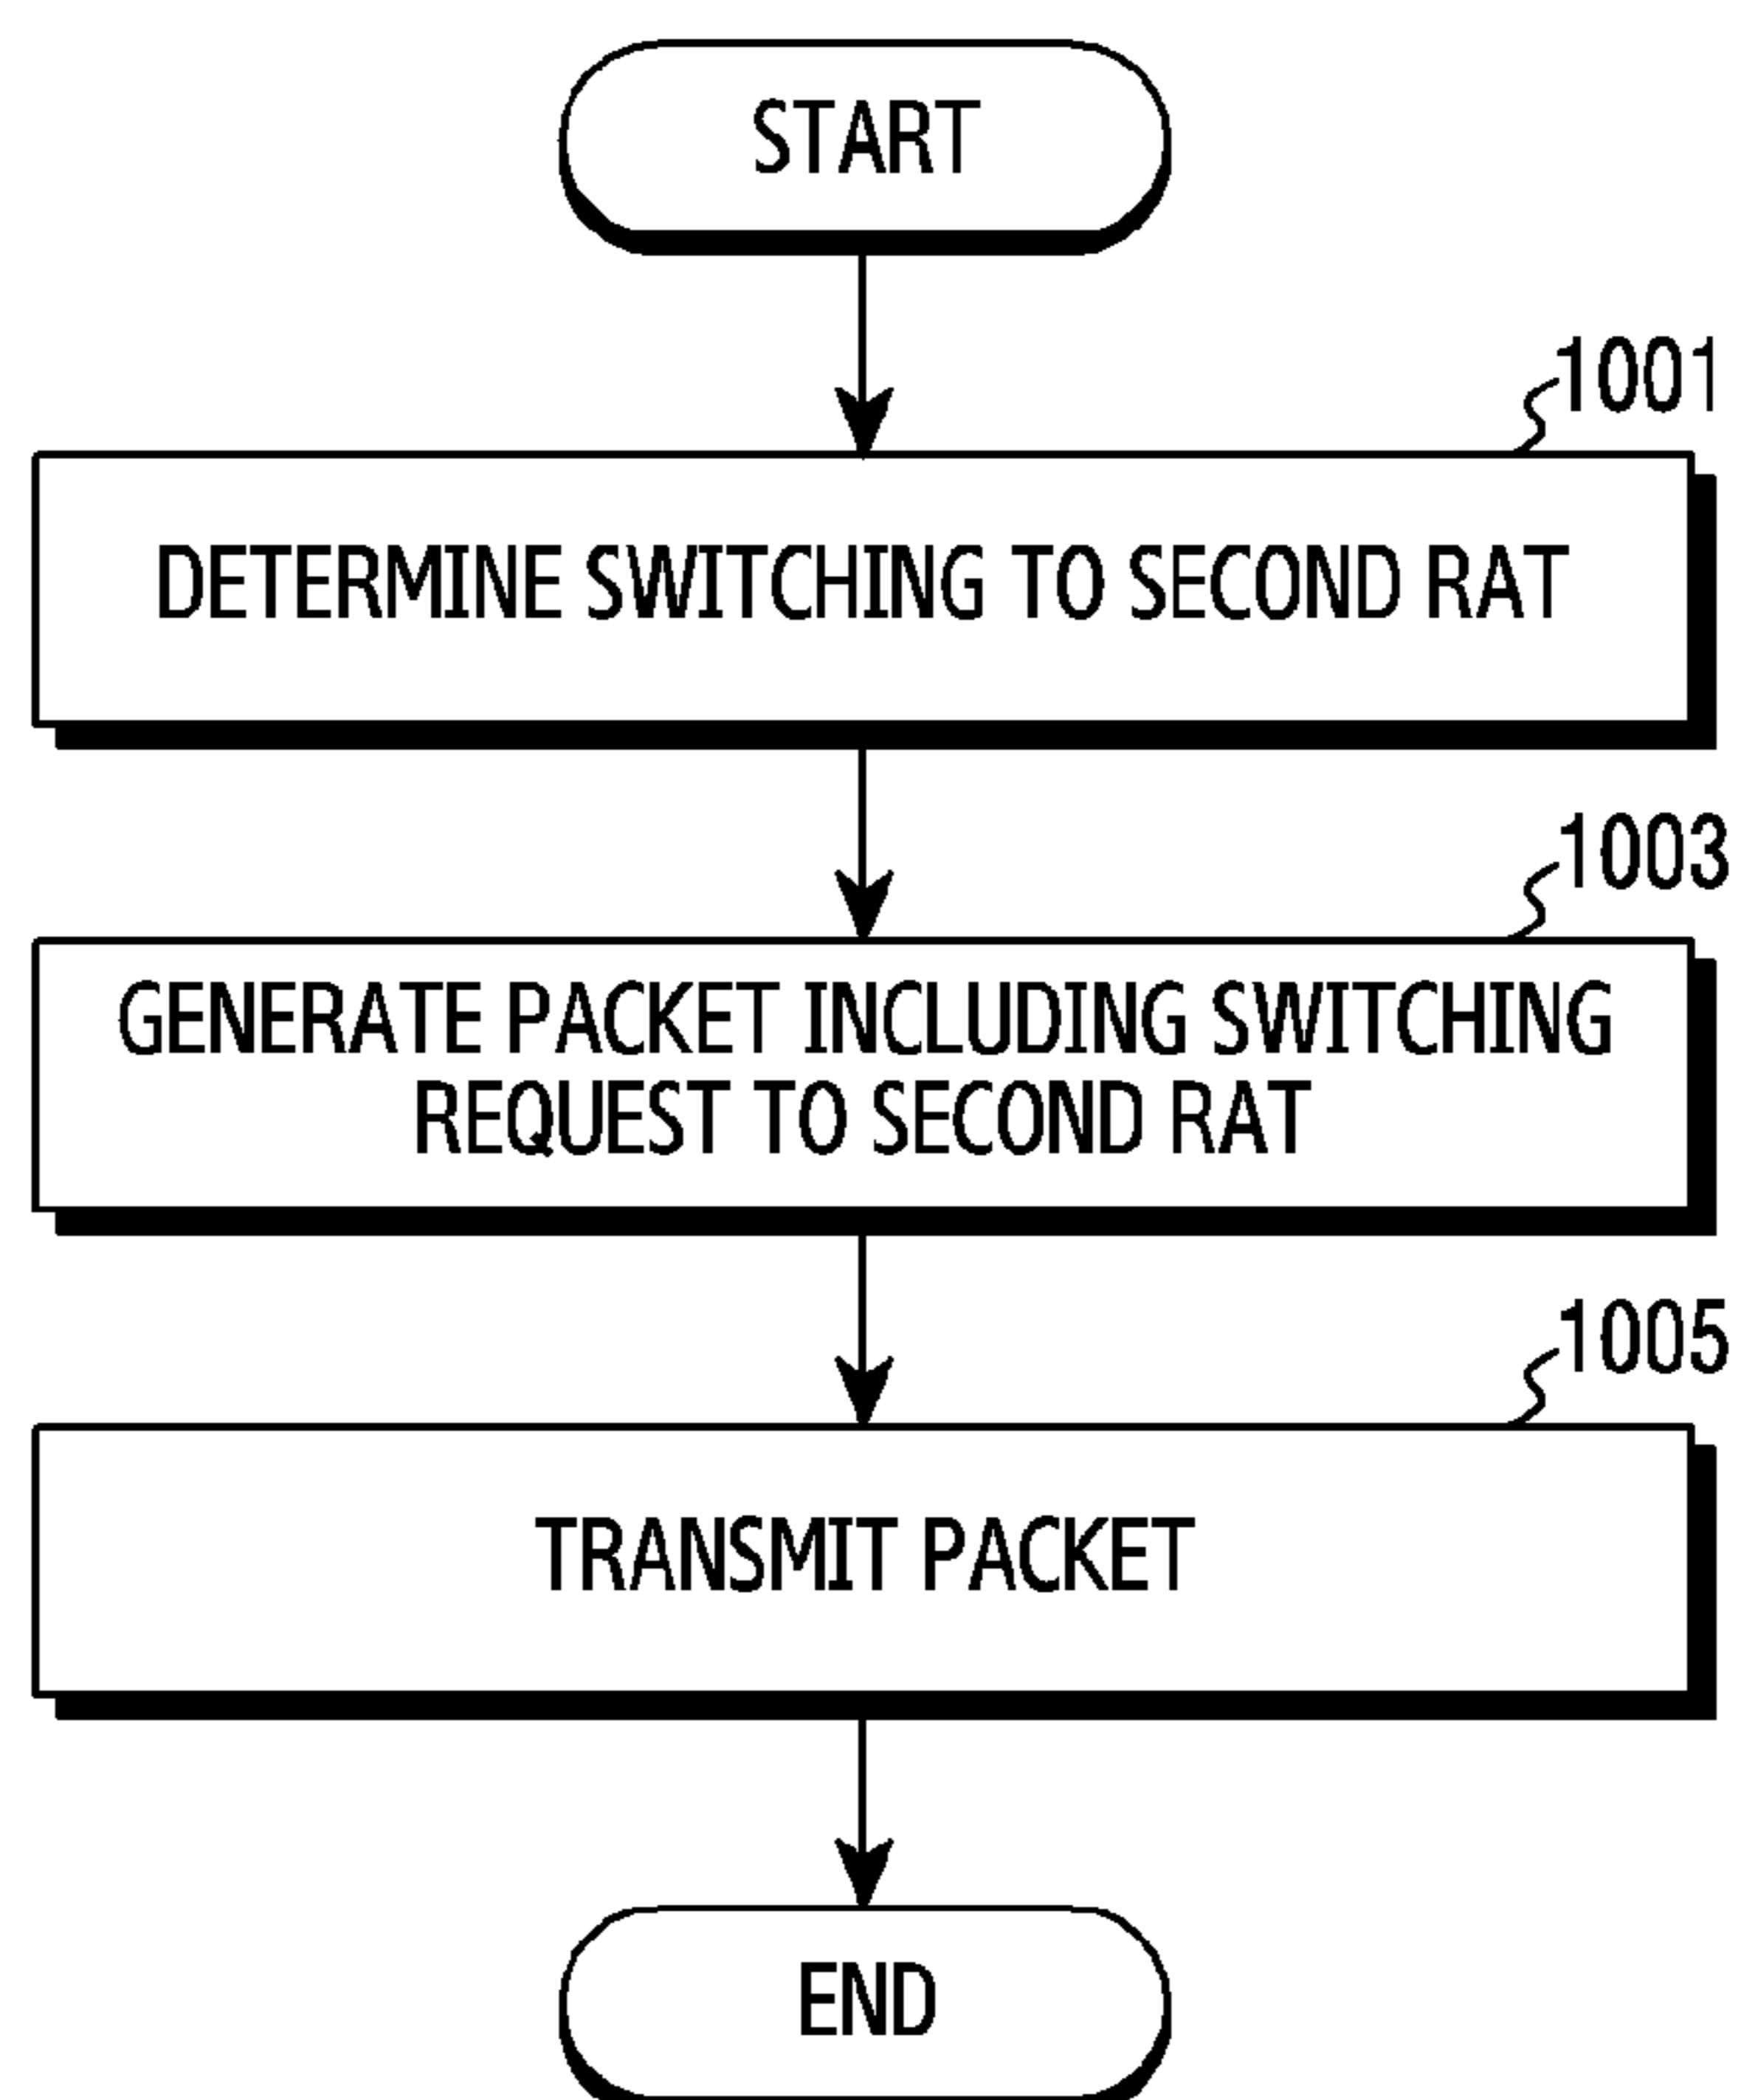 START
1001
DETERMINE SWITCHING TO SECOND RAT
1003
GENERATE PACKET INCLUDING SWITCHING
REQUEST TO SECOND RAT
1005
TRANSMIT PACKET
END